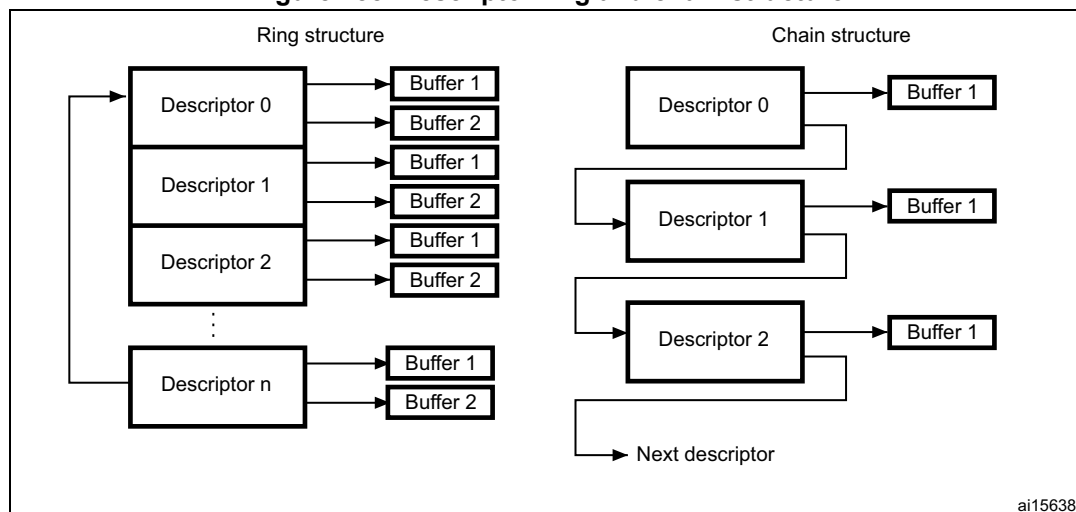 Ring structure
Descriptor 0
Buffer 1
Buffer 2
Descriptor 1
Buffer 1
Buffer 2
Descriptor 2
Buffer 1
Buffer 2
Descriptor n
Buffer 1
Buffer 2
Chain structure
Descriptor 0
Buffer 1
Descriptor 1
Buffer 1
Descriptor 2
Buffer 1
Next descriptor
ai15638